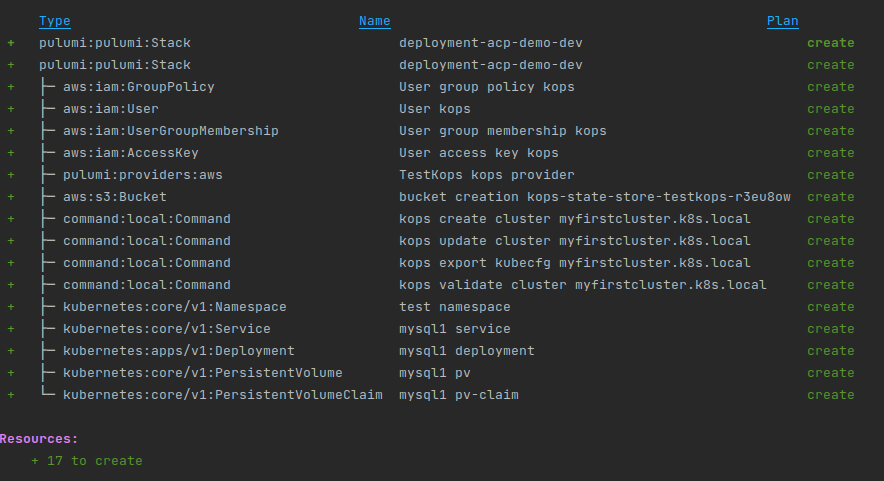 Type Name Plan
+ pulumi:pulumi:Stack deployment-acp-demo-dev create
+ pulumi:pulumi:Stack deployment-acp-demo-dev create
+ ├─ aws:iam:GroupPolicy User group policy kops create
+ ├─ aws:iam:User User kops create
+ ├─ aws:iam:UserGroupMembership User group membership kops create
+ ├─ aws:iam:AccessKey User access key kops create
+ ├─ pulumi:providers:aws TestKops kops provider create
+ ├─ aws:s3:Bucket bucket creation kops-state-store-testkops-r3eu8ow create
+ ├─ command:local:Command kops create cluster myfirstcluster.k8s.local create
+ ├─ command:local:Command kops update cluster myfirstcluster.k8s.local create
+ ├─ command:local:Command kops export kubecfg myfirstcluster.k8s.local create
+ ├─ command:local:Command kops validate cluster myfirstcluster.k8s.local create
+ ├─ kubernetes:core/v1:Namespace test namespace create
+ ├─ kubernetes:core/v1:Service mysql1 service create
+ ├─ kubernetes:apps/v1:Deployment mysql1 deployment create
+ ├─ kubernetes:core/v1:PersistentVolume mysql1 pv create
+ └─ kubernetes:core/v1:PersistentVolumeClaim mysql1 pv-claim create
Resources:
+ 17 to create